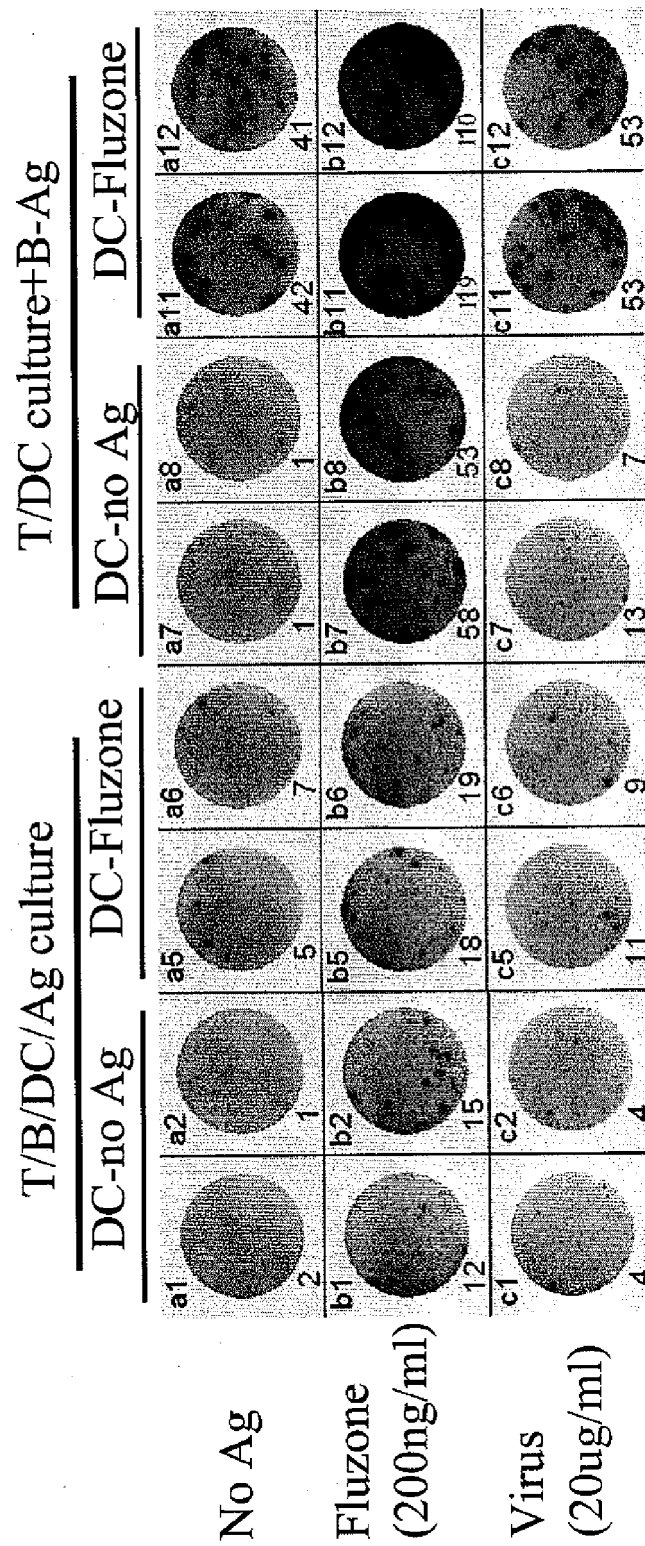 T/B/DC/Ag culture T/DC culture+B-Ag
DC-no Ag DC-Fluzone DC-no Ag DC-Fluzone
No Ag
a1 a2 a5 a6 a7 a8 a11 a12
2 1 5 7 1 1 42 41
Fluzone
(200ng/ml)
b1 b2 b5 b6 b7 b8 b11 b12
12 15 18 19 58 53 119 110
Virus
(20ug/ml)
c1 c2 c5 c6 c7 c8 c11 c12
4 4 11 9 13 7 53 53